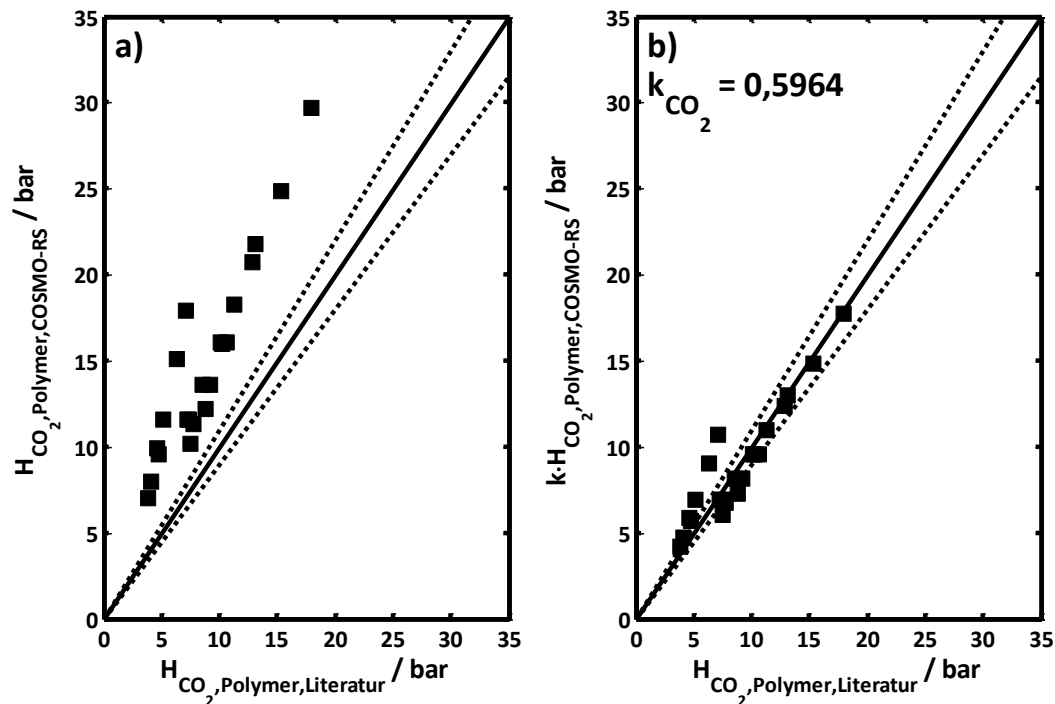 a)
35
30
25
20
15
10
5
0
H_CO₂,Polymer,COSMO-RS / bar
0 5 10 15 20 25 30 35
H_CO₂,Polymer,Literatur / bar
b)
k_CO₂ = 0,5964
35
30
25
20
15
10
5
0
k·H_CO₂,Polymer,COSMO-RS / bar
0 5 10 15 20 25 30 35
H_CO₂,Polymer,Literatur / bar